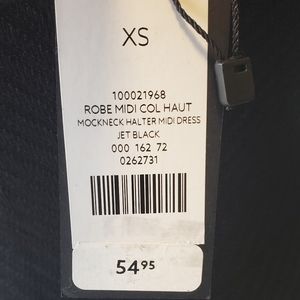 XS
100021968
ROBE MIDI COL HAUT
MOCKNECK HALTER MIDI DRESS
JET BLACK
000 162 72
0262731
54.95